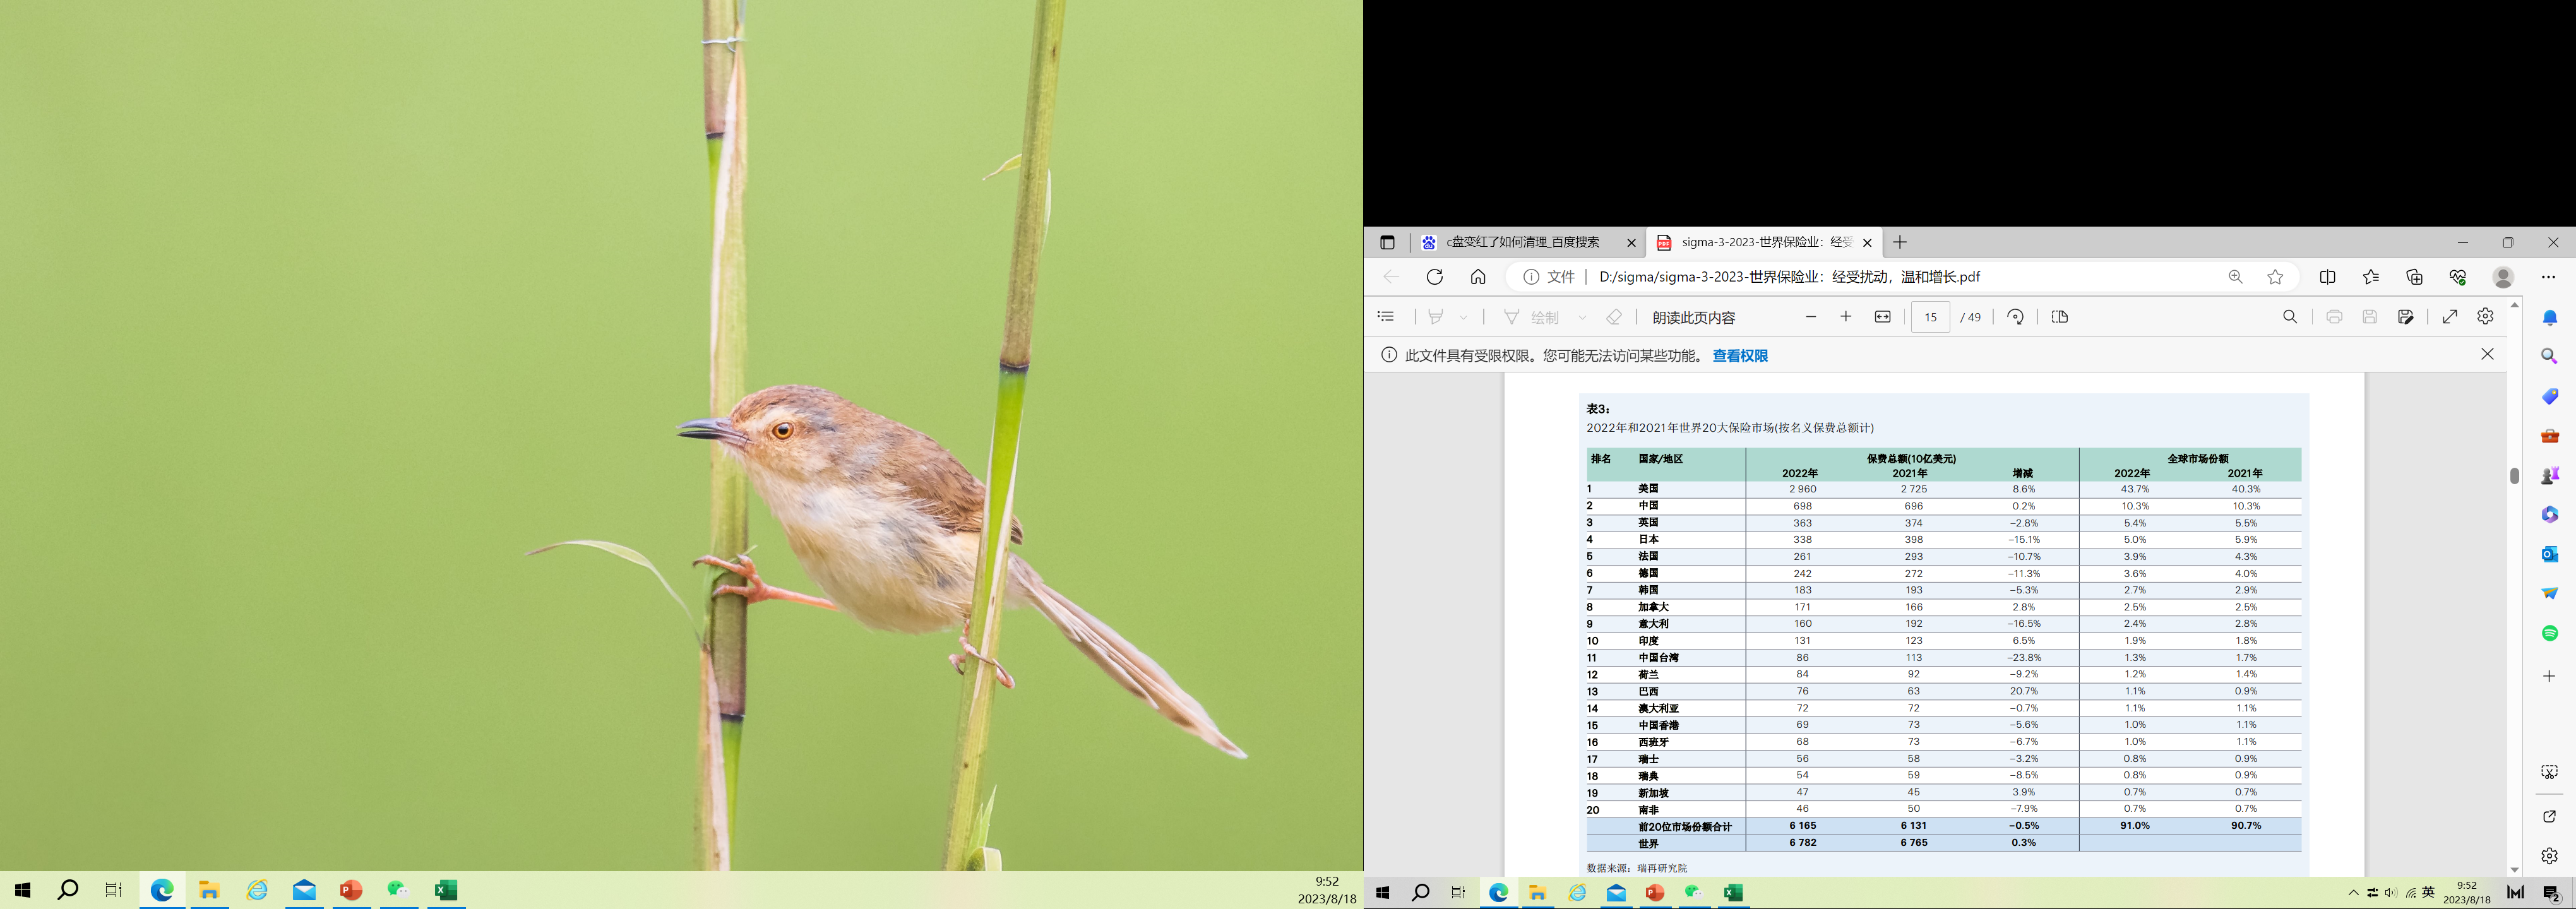 c盘变红了如何清理_百度搜索
sigma-3-2023-世界保险业：经受
文件 D:/sigma/sigma-3-2023-世界保险业：经受扰动，温和增长.pdf
绘制 朗读此页内容 15 / 49
此文件具有受限权限。您可能无法访问某些功能。 查看权限
表3：
2022年和2021年世界20大保险市场(按名义保费总额计)
排名 国家/地区 保费总额(10亿美元) 全球市场份额
2022年 2021年 增减 2022年 2021年
1 美国 2 960 2 725 8.6% 43.7% 40.3%
2 中国 698 696 0.2% 10.3% 10.3%
3 英国 363 374 −2.8% 5.4% 5.5%
4 日本 338 398 −15.1% 5.0% 5.9%
5 法国 261 293 −10.7% 3.9% 4.3%
6 德国 242 272 −11.3% 3.6% 4.0%
7 韩国 183 193 −5.3% 2.7% 2.9%
8 加拿大 171 166 2.8% 2.5% 2.5%
9 意大利 160 192 −16.5% 2.4% 2.8%
10 印度 131 123 6.5% 1.9% 1.8%
11 中国台湾 86 113 −23.8% 1.3% 1.7%
12 荷兰 84 92 −9.2% 1.2% 1.4%
13 巴西 76 63 20.7% 1.1% 0.9%
14 澳大利亚 72 72 −0.7% 1.1% 1.1%
15 中国香港 69 73 −5.6% 1.0% 1.1%
16 西班牙 68 73 −6.7% 1.0% 1.1%
17 瑞士 56 58 −3.2% 0.8% 0.9%
18 瑞典 54 59 −8.5% 0.8% 0.9%
19 新加坡 47 45 3.9% 0.7% 0.7%
20 南非 46 50 −7.9% 0.7% 0.7%
前20位市场份额合计 6 165 6 131 −0.5% 91.0% 90.7%
世界 6 782 6 765 0.3%
数据来源：瑞再研究院
9:52
2023/8/18
英
9:52
2023/8/18
2